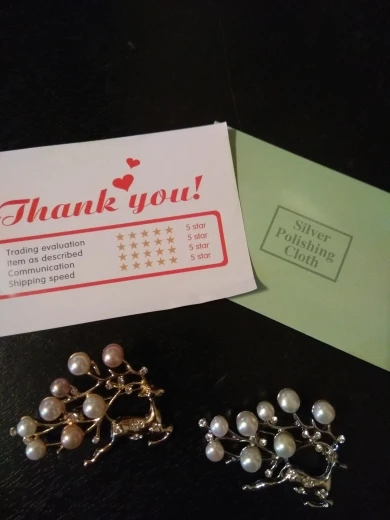 Thank you!
Trading evaluation 5 star
Item as described 5 star
Communication 5 star
Shipping speed 5 star
Silver
Polishing
Cloth